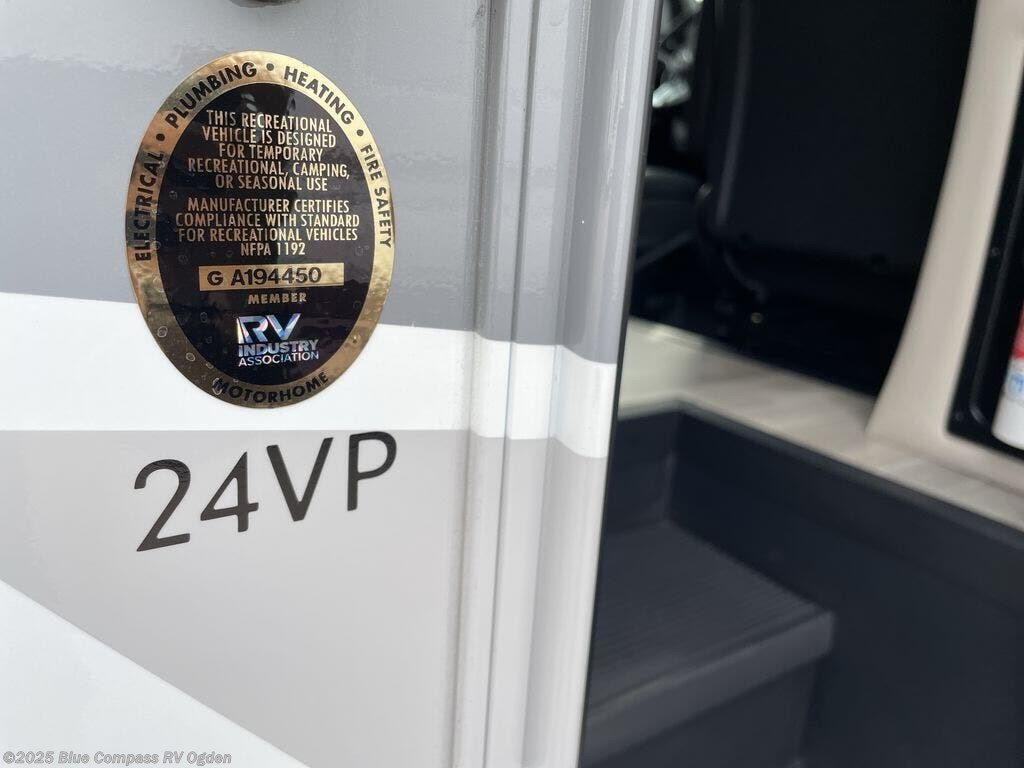 ELECTRICAL • PLUMBING • HEATING • FIRE SAFETY
THIS RECREATIONAL
VEHICLE IS DESIGNED
FOR TEMPORARY
RECREATIONAL, CAMPING,
OR SEASONAL USE
MANUFACTURER CERTIFIES
COMPLIANCE WITH STANDARD
FOR RECREATIONAL VEHICLES
NFPA 1192
G A194450
MEMBER
RV
INDUSTRY
ASSOCIATION
MOTORHOME
24VP
©2025 Blue Compass RV Ogden